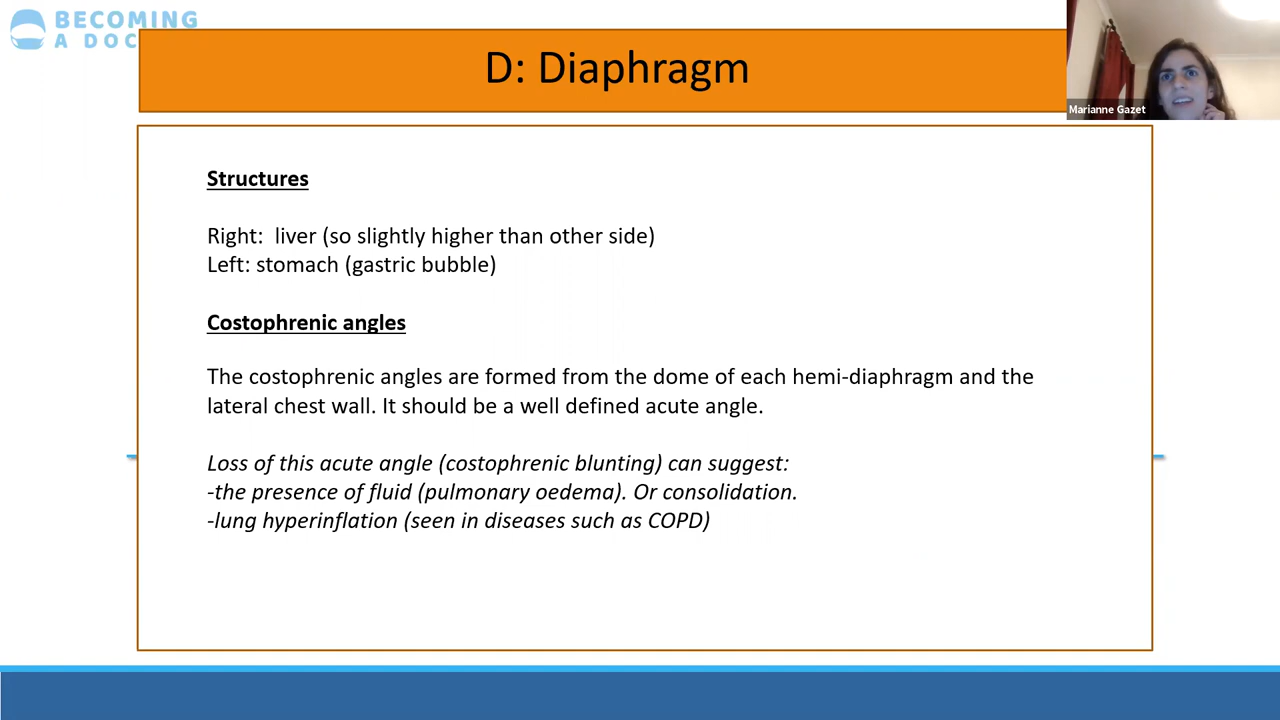 BECOMING
A DOC
D: Diaphragm
Marianne Gazet
Structures
Right:  liver (so slightly higher than other side)
Left: stomach (gastric bubble)
Costophrenic angles
The costophrenic angles are formed from the dome of each hemi-diaphragm and the
lateral chest wall. It should be a well defined acute angle.
Loss of this acute angle (costophrenic blunting) can suggest:
-the presence of fluid (pulmonary oedema). Or consolidation.
-lung hyperinflation (seen in diseases such as COPD)